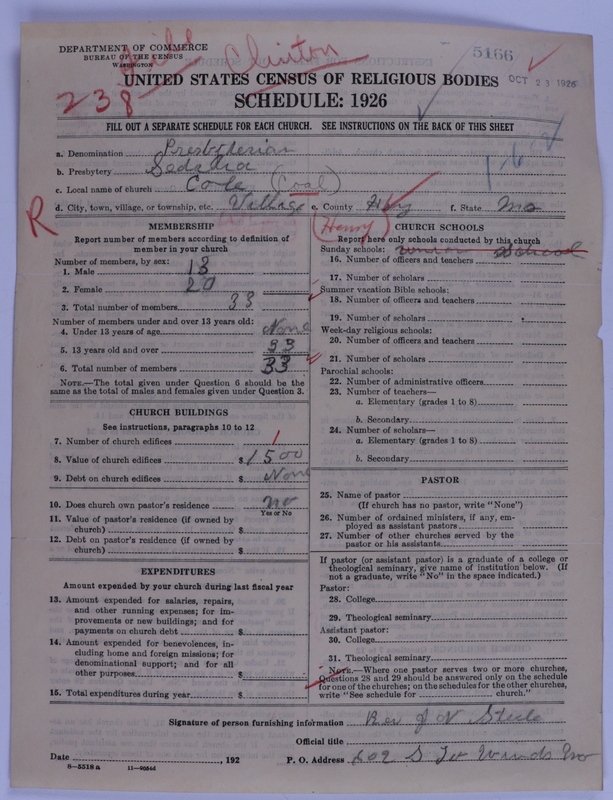 DEPARTMENT OF COMMERCE
BUREAU OF THE CENSUS
WASHINGTON
Clinton
5166
238
UNITED STATES CENSUS OF RELIGIOUS BODIES
OCT 23 1926
SCHEDULE: 1926
FILL OUT A SEPARATE SCHEDULE FOR EACH CHURCH. SEE INSTRUCTIONS ON THE BACK OF THIS SHEET
a. Denomination Presbyterian
b. Presbytery Sedalia
c. Local name of church Cole (Coal)
d. City, town, village, or township, etc. Village e. County Hey f. State Mo
R
(Henry)
MEMBERSHIP
Report number of members according to definition of member in your church
Number of members, by sex:
1. Male 13
2. Female 20
3. Total number of members 33
Number of members under and over 13 years old:
4. Under 13 years of age None
5. 13 years old and over 33
6. Total number of members 33
NOTE.—The total given under Question 6 should be the same as the total of males and females given under Question 3.
CHURCH BUILDINGS
See instructions, paragraphs 10 to 12
7. Number of church edifices 1
8. Value of church edifices $1500
9. Debt on church edifices $ None
10. Does church own pastor's residence no
Yes or No
11. Value of pastor's residence (if owned by church) $
12. Debt on pastor's residence (if owned by church) $
EXPENDITURES
Amount expended by your church during last fiscal year
13. Amount expended for salaries, repairs, and other running expenses; for improvements or new buildings; and for payments on church debt $
14. Amount expended for benevolences, including home and foreign missions; for denominational support; and for all other purposes $
15. Total expenditures during year $
CHURCH SCHOOLS
Report here only schools conducted by this church
Sunday schools: union School
16. Number of officers and teachers
17. Number of scholars
Summer vacation Bible schools:
18. Number of officers and teachers
19. Number of scholars
Week-day religious schools:
20. Number of officers and teachers
21. Number of scholars
Parochial schools:
22. Number of administrative officers
23. Number of teachers—
a. Elementary (grades 1 to 8)
b. Secondary
24. Number of scholars—
a. Elementary (grades 1 to 8)
b. Secondary
PASTOR
25. Name of pastor
(If church has no pastor, write "None")
26. Number of ordained ministers, if any, employed as assistant pastors
27. Number of other churches served by the pastor or his assistants
If pastor (or assistant pastor) is a graduate of a college or theological seminary, give name of institution below. (If not a graduate, write "No" in the space indicated.)
Pastor:
28. College
29. Theological seminary
Assistant pastor:
30. College
31. Theological seminary
NOTE.—Where one pastor serves two or more churches, Questions 28 and 29 should be answered only on the schedule for one of the churches; on the schedules for the other churches, write "See schedule for ______ church."
Signature of person furnishing information Rev J N Steele
Official title
Date , 192 P. O. Address 602 S Mo
8—5518 a 11—9054d